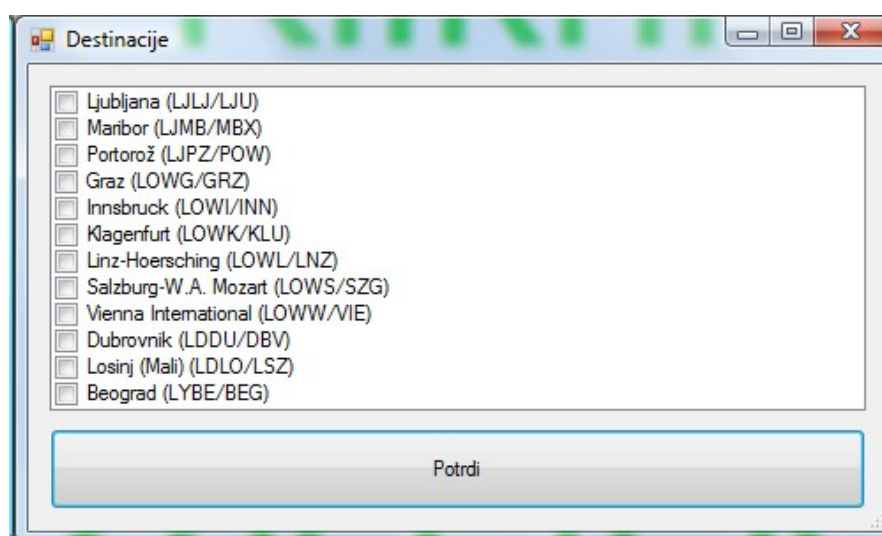 Destinacije
Ljubljana (LJLJ/LJU)
Maribor (LJMB/MBX)
Portorož (LJPZ/POW)
Graz (LOWG/GRZ)
Innsbruck (LOWI/INN)
Klagenfurt (LOWK/KLU)
Linz-Hoersching (LOWL/LNZ)
Salzburg-W.A. Mozart (LOWS/SZG)
Vienna International (LOWW/VIE)
Dubrovnik (LDDU/DBV)
Losinj (Mali) (LDLO/LSZ)
Beograd (LYBE/BEG)
Potrdi